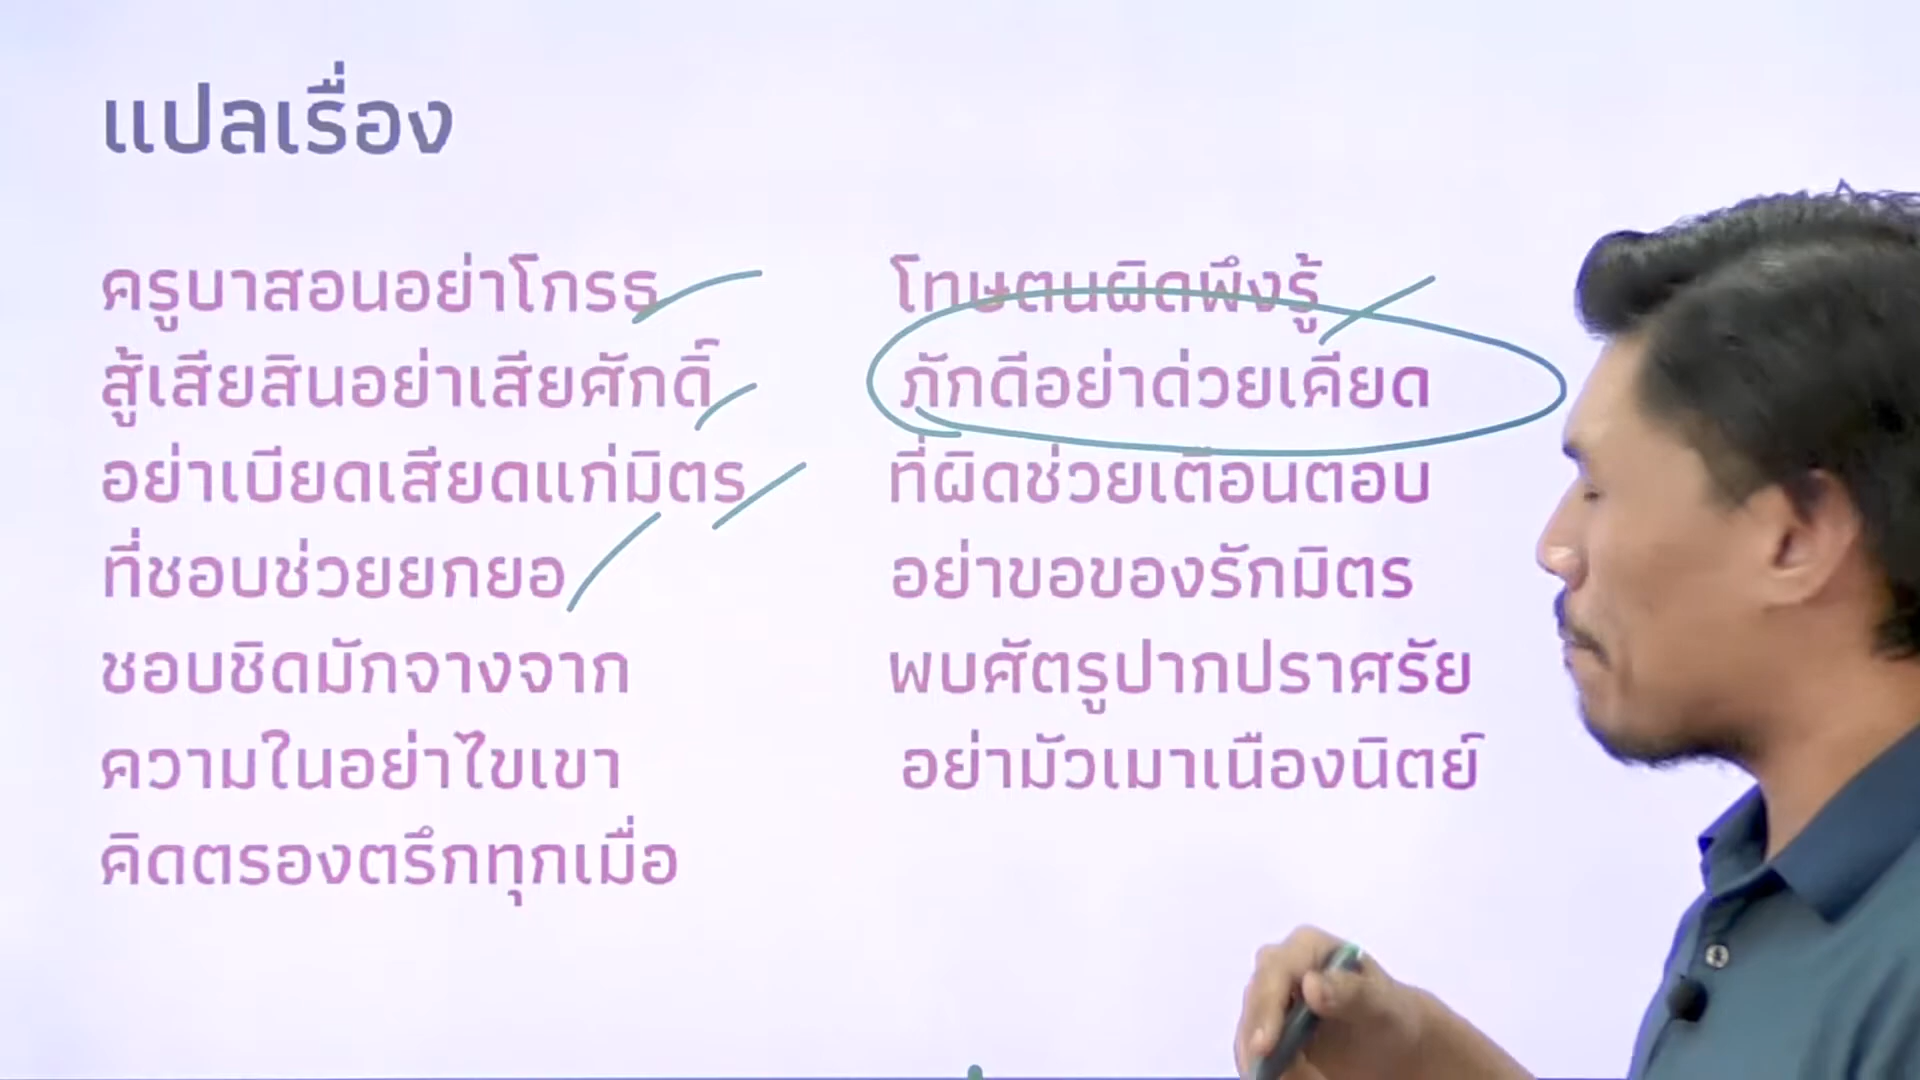 แปลเรื่อง
ครูบาสอนอย่าโกรธ
โทษตนผิดพึงรู้
สู้เสียสินอย่าเสียศักดิ์
ภักดีอย่าด่วยเคียด
อย่าเบียดเสียดแก่มิตร
ที่ผิดช่วยเตือนตอบ
ที่ชอบช่วยยกยอ
อย่าขอของรักมิตร
ชอบชิดมักจางจาก
พบศัตรูปากปราศรัย
ความในอย่าไขเขา
อย่ามัวเมาเนืองนิตย์
คิดตรองตรึกทุกเมื่อ